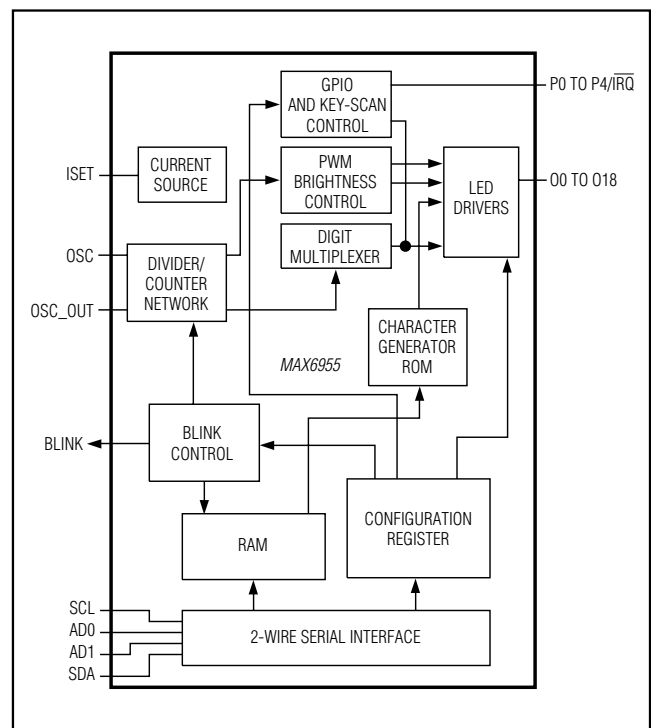 GPIO
AND KEY-SCAN
CONTROL
P0 TO P4/IRQ
ISET
CURRENT
SOURCE
PWM
BRIGHTNESS
CONTROL
LED
DRIVERS
O0 TO O18
OSC
OSC_OUT
DIVIDER/
COUNTER
NETWORK
DIGIT
MULTIPLEXER
MAX6955
CHARACTER
GENERATOR
ROM
BLINK
BLINK
CONTROL
RAM
CONFIGURATION
REGISTER
SCL
AD0
AD1
SDA
2-WIRE SERIAL INTERFACE